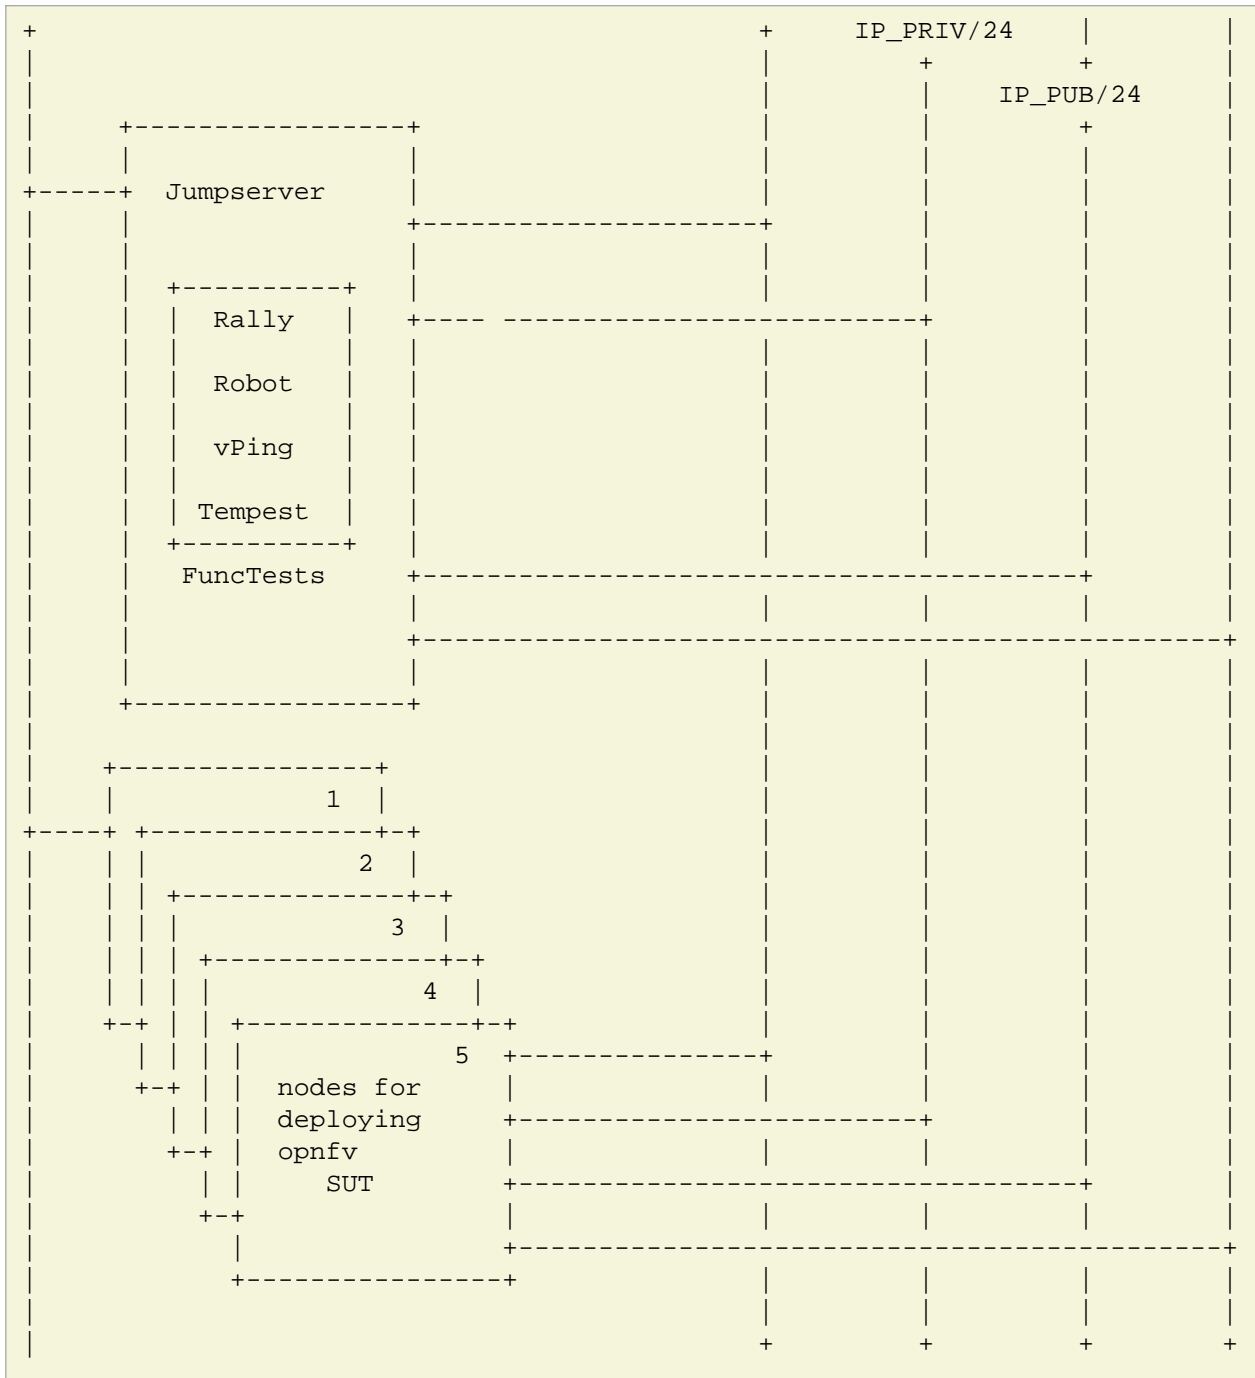 IP_PRIV/24
IP_PUB/24
Jumpserver
Rally
Robot
vPing
Tempest
FuncTests
1
2
3
4
5
nodes for
deploying
opnfv
SUT